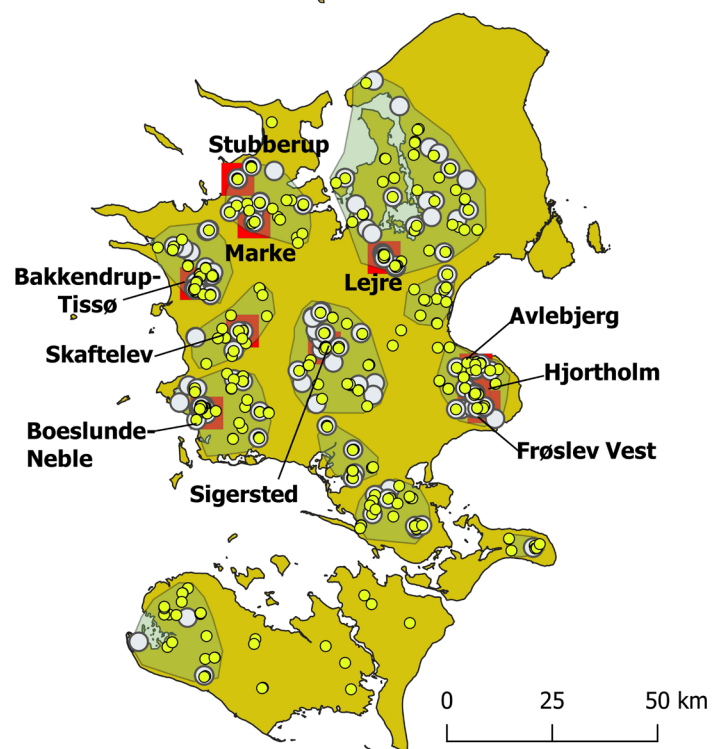 Stubberup
Marke
Lejre
Bakkendrup-
Tissø
Skaftelev
Avlebjerg
Hjortholm
Boeslunde-
Neble
Frøslev Vest
Sigersted
0 25 50 km